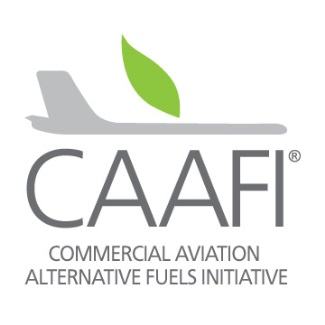 CAAFI®
COMMERCIAL AVIATION
ALTERNATIVE FUELS INITIATIVE